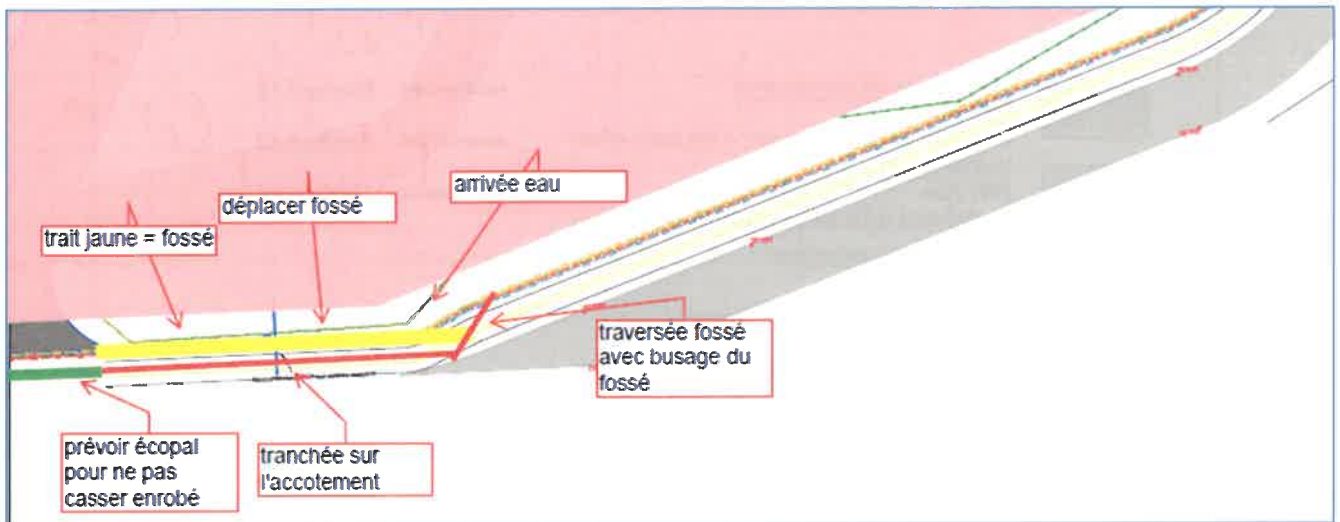 arrivée eau
déplacer fossé
trait jaune = fossé
traversée fossé
avec busage du
fossé
prévoir écopal
pour ne pas
casser enrobé
tranchée sur
l'accotement